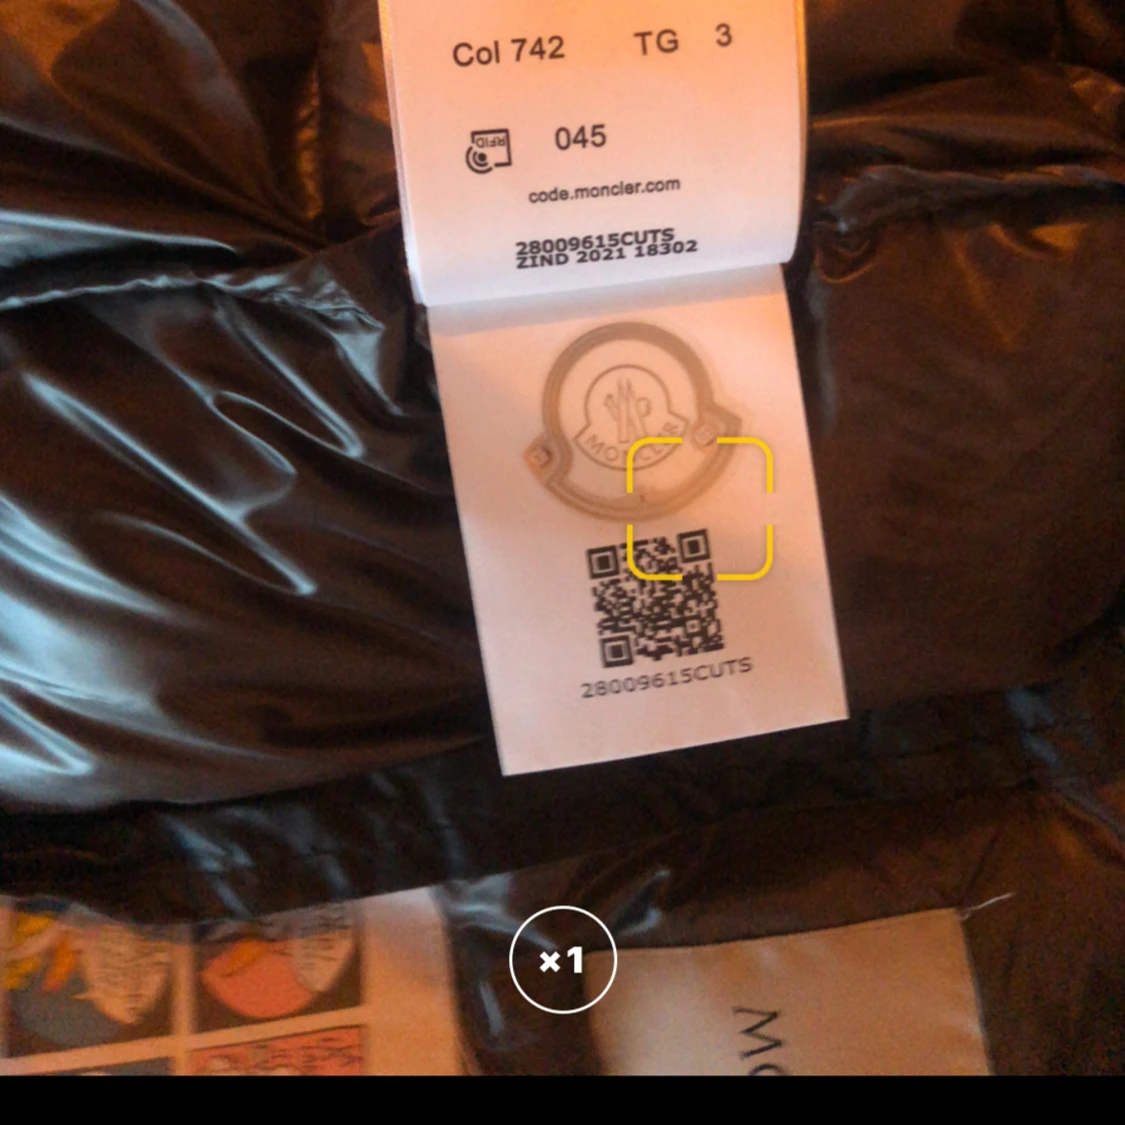 Col 742 TG 3
RFID
045
code.moncler.com
28009615CUTS
ZIND 2021 18302
MONCLER
28009615CUTS
×1